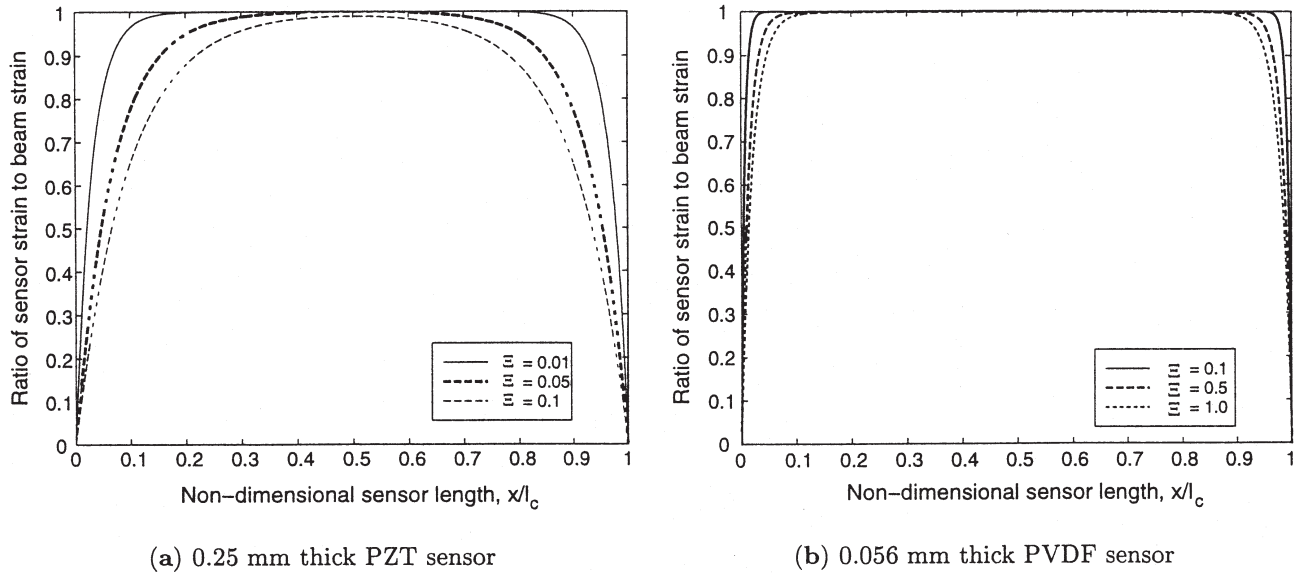 Ratio of sensor strain to beam strain
1
0.9
0.8
0.7
0.6
0.5
0.4
0.3
0.2
0.1
0
Ξ = 0.01
Ξ = 0.05
Ξ = 0.1
0 0.1 0.2 0.3 0.4 0.5 0.6 0.7 0.8 0.9 1
Non-dimensional sensor length, x/l_c
(a) 0.25 mm thick PZT sensor
Ratio of sensor strain to beam strain
1
0.9
0.8
0.7
0.6
0.5
0.4
0.3
0.2
0.1
0
Ξ = 0.1
Ξ = 0.5
Ξ = 1.0
0 0.1 0.2 0.3 0.4 0.5 0.6 0.7 0.8 0.9 1
Non-dimensional sensor length, x/l_c
(b) 0.056 mm thick PVDF sensor